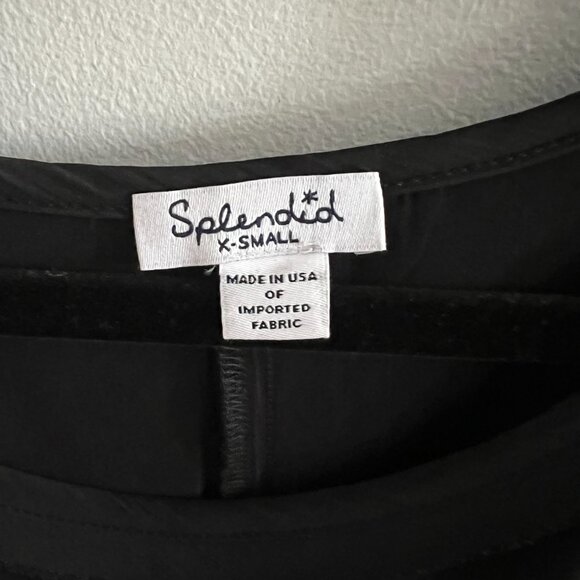 Splendid
X-SMALL
MADE IN USA
OF
IMPORTED
FABRIC